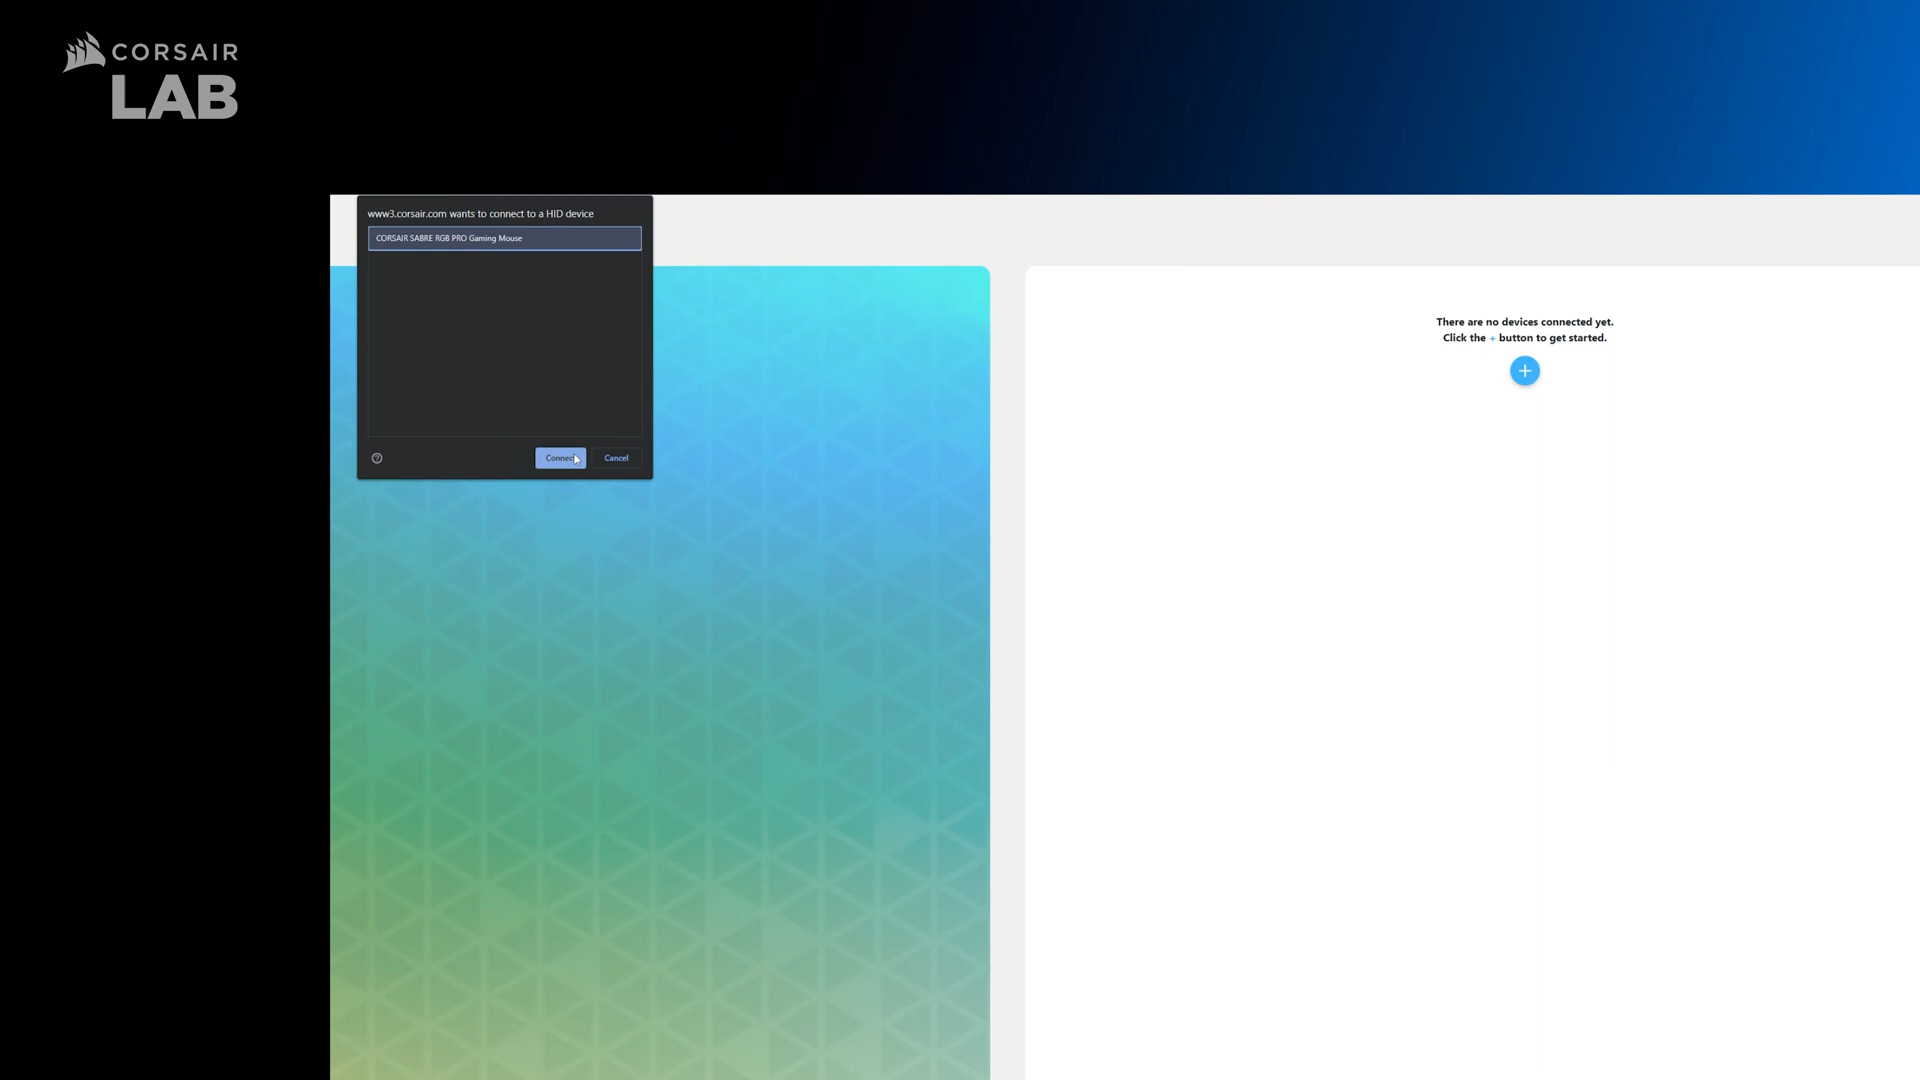 CORSAIR
LAB
www3.corsair.com wants to connect to a HID device
CORSAIR SABRE RGB PRO Gaming Mouse
Connect
Cancel
There are no devices connected yet.
Click the + button to get started.